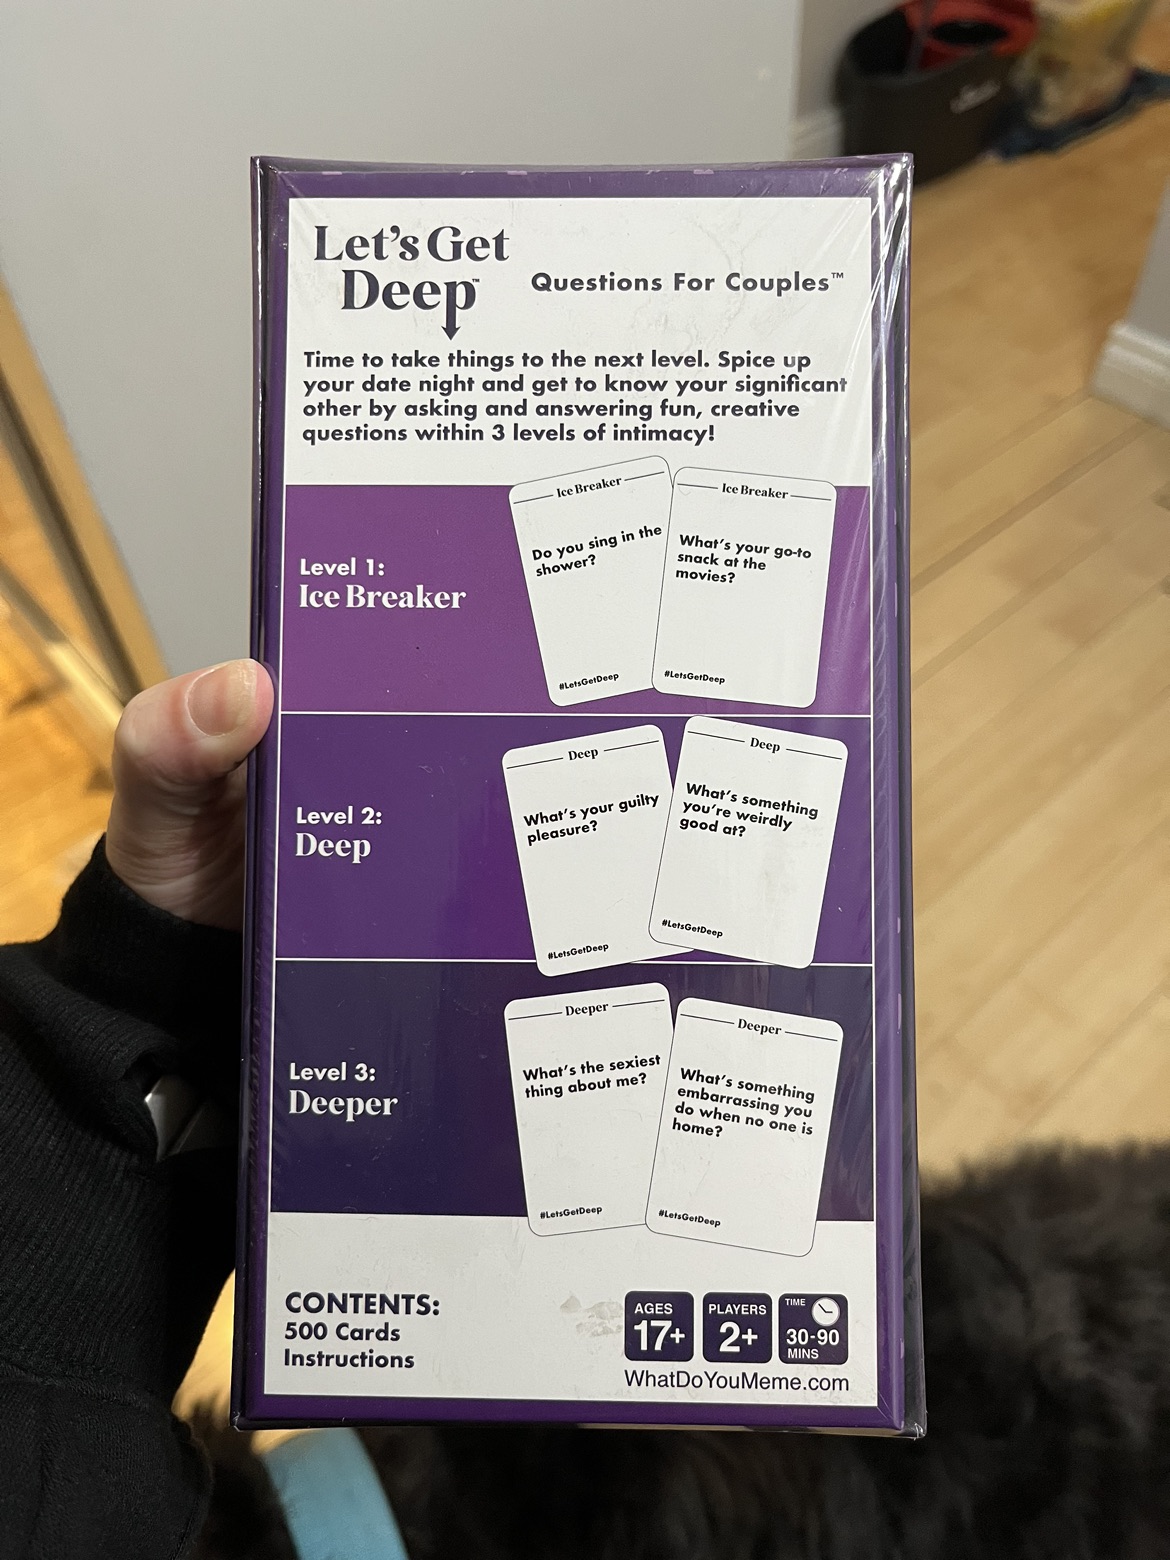 Let's Get
Deep™
Questions For Couples™
Time to take things to the next level. Spice up
your date night and get to know your significant
other by asking and answering fun, creative
questions within 3 levels of intimacy!
Level 1:
Ice Breaker
Ice Breaker
Do you sing in the
shower?
#LetsGetDeep
Ice Breaker
What's your go-to
snack at the
movies?
#LetsGetDeep
Level 2:
Deep
Deep
What's your guilty
pleasure?
#LetsGetDeep
Deep
What's something
you're weirdly
good at?
#LetsGetDeep
Level 3:
Deeper
Deeper
What's the sexiest
thing about me?
#LetsGetDeep
Deeper
What's something
embarrassing you
do when no one is
home?
#LetsGetDeep
CONTENTS:
500 Cards
Instructions
AGES
17+
PLAYERS
2+
TIME
30-90
MINS
WhatDoYouMeme.com